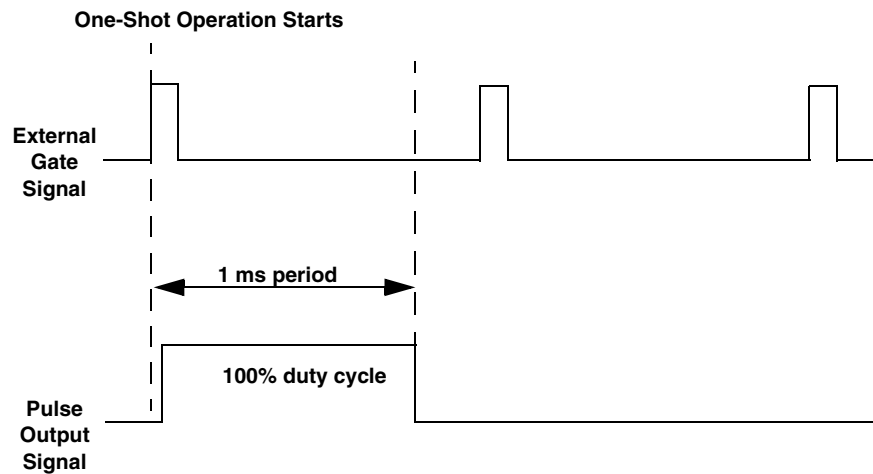 One-Shot Operation Starts
External
Gate
Signal
1 ms period
100% duty cycle
Pulse
Output
Signal